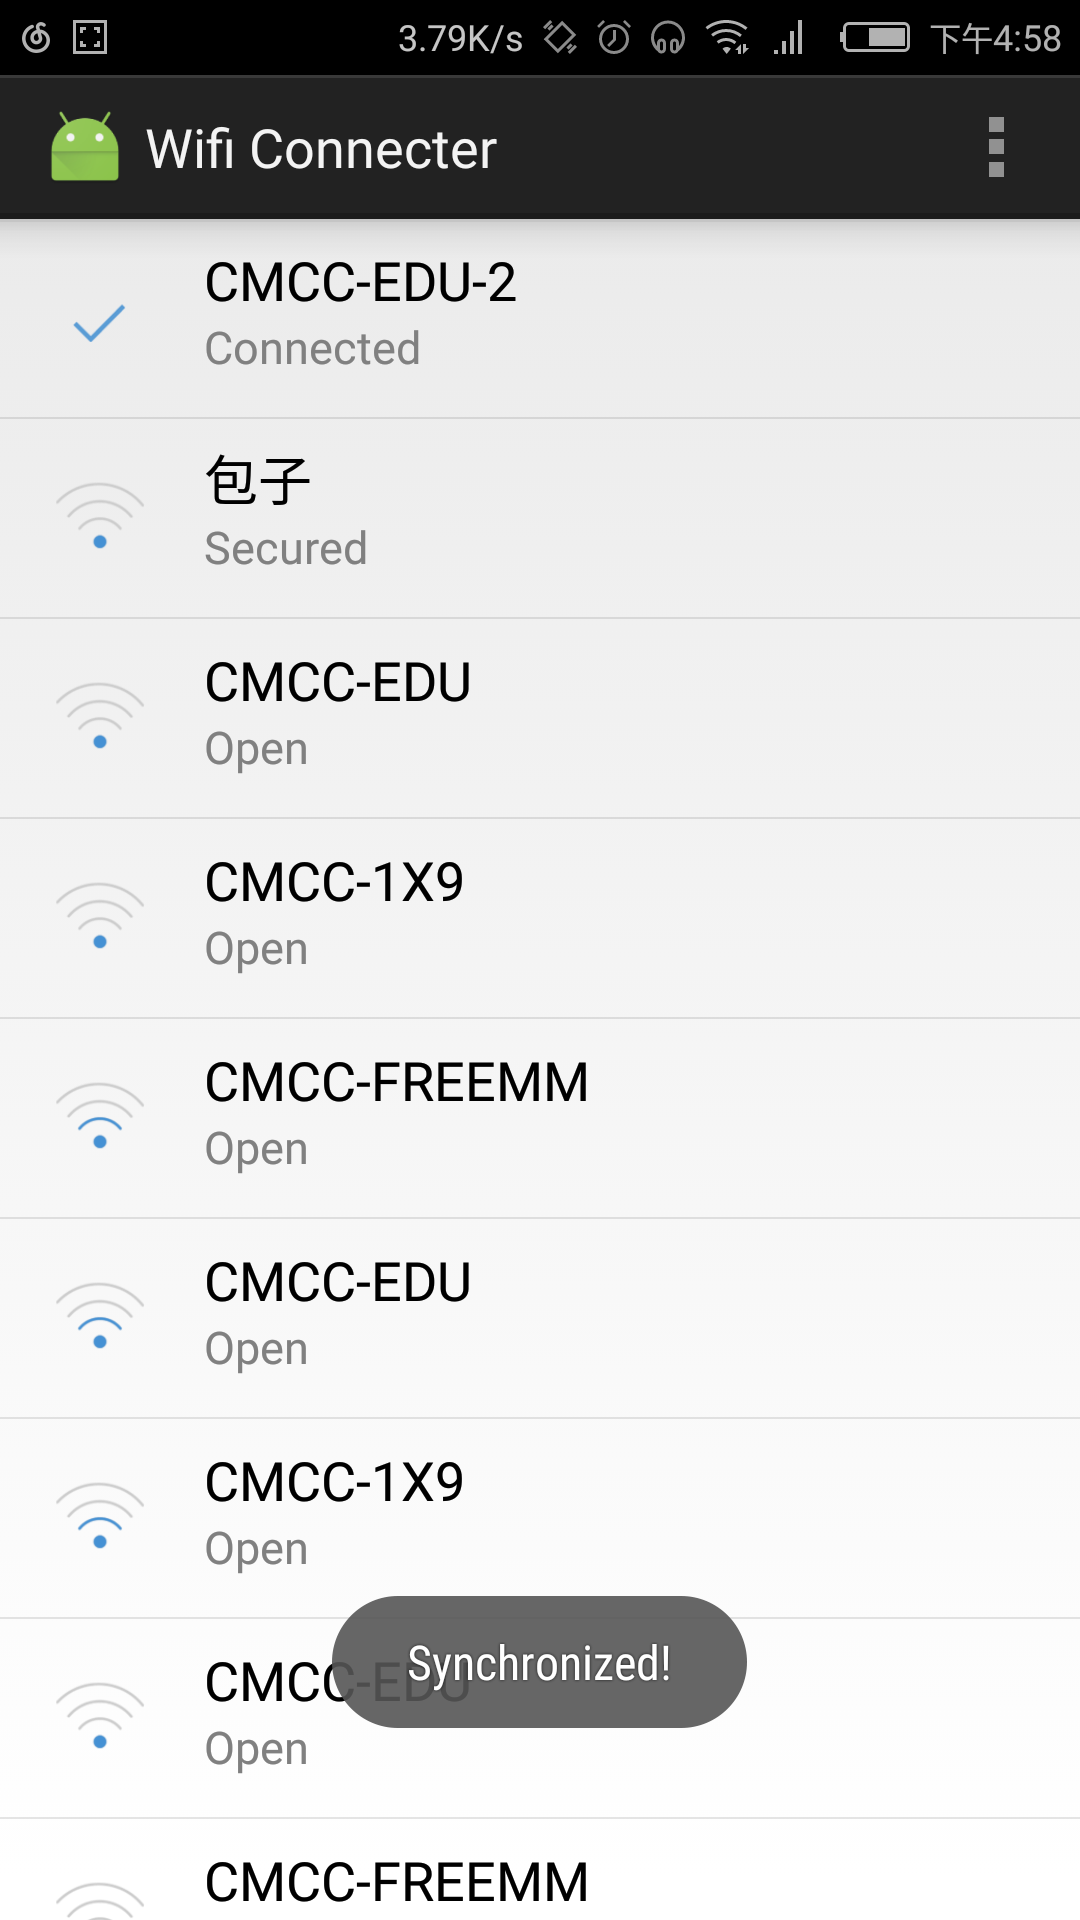 3.79K/s 下午4:58
Wifi Connecter
CMCC-EDU-2
Connected
包子
Secured
CMCC-EDU
Open
CMCC-1X9
Open
CMCC-FREEMM
Open
CMCC-EDU
Open
CMCC-1X9
Open
CMCC-EDU
Synchronized!
Open
CMCC-FREEMM